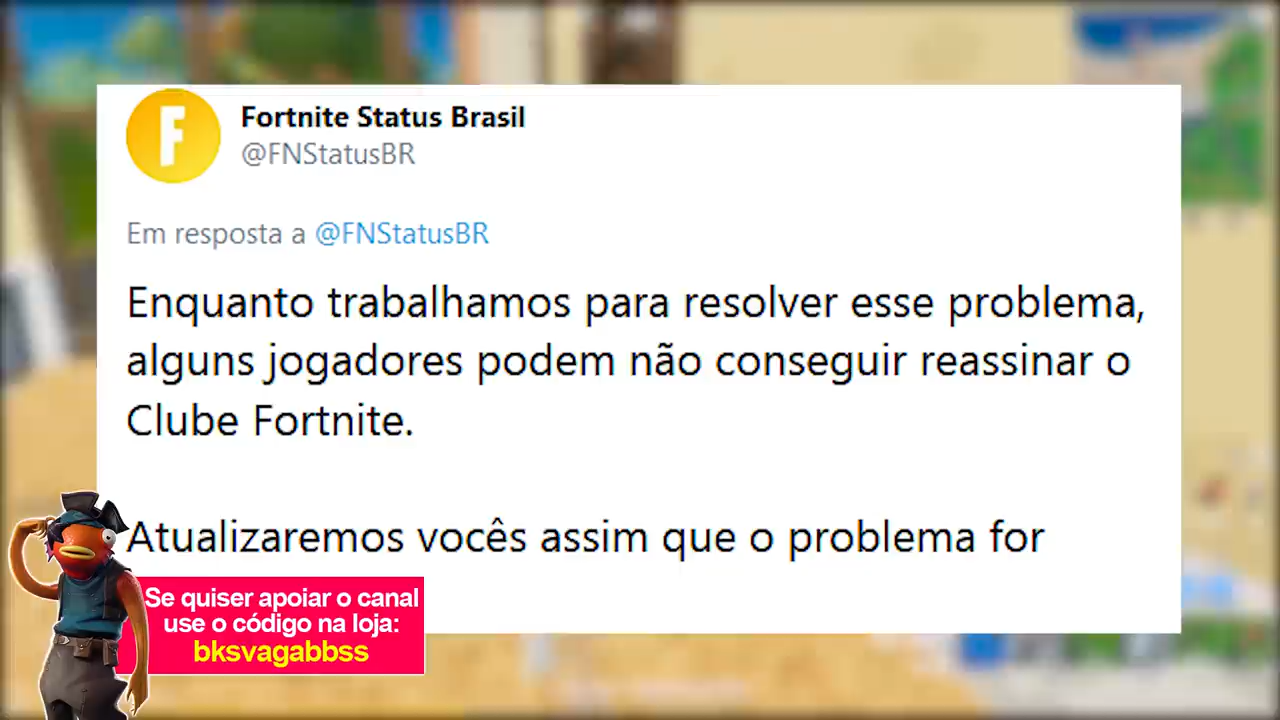 F
Fortnite Status Brasil
@FNStatusBR
Em resposta a @FNStatusBR
Enquanto trabalhamos para resolver esse problema,
alguns jogadores podem não conseguir reassinar o
Clube Fortnite.
Atualizaremos vocês assim que o problema for
Se quiser apoiar o canal
use o código na loja:
bksvagabbss